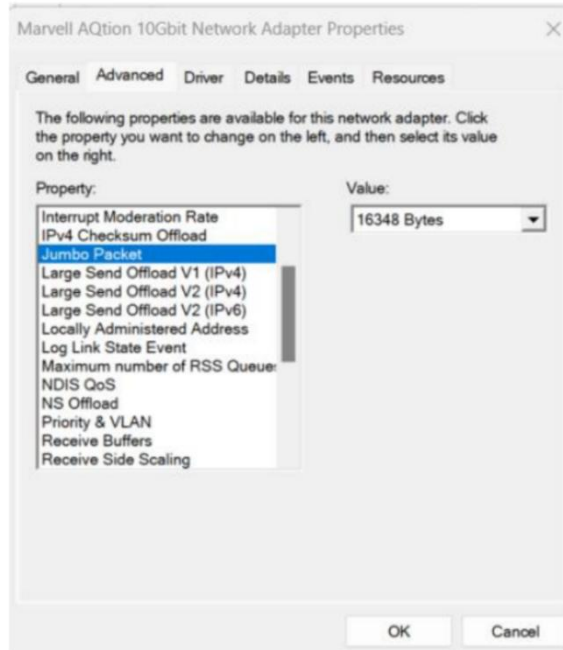 Marvell AQtion 10Gbit Network Adapter Properties
General Advanced Driver Details Events Resources
The following properties are available for this network adapter. Click
the property you want to change on the left, and then select its value
on the right.
Property:
Value:
Interrupt Moderation Rate
IPv4 Checksum Offload
Jumbo Packet
Large Send Offload V1 (IPv4)
Large Send Offload V2 (IPv4)
Large Send Offload V2 (IPv6)
Locally Administered Address
Log Link State Event
Maximum number of RSS Queues
NDIS QoS
NS Offload
Priority & VLAN
Receive Buffers
Receive Side Scaling
16348 Bytes
OK
Cancel